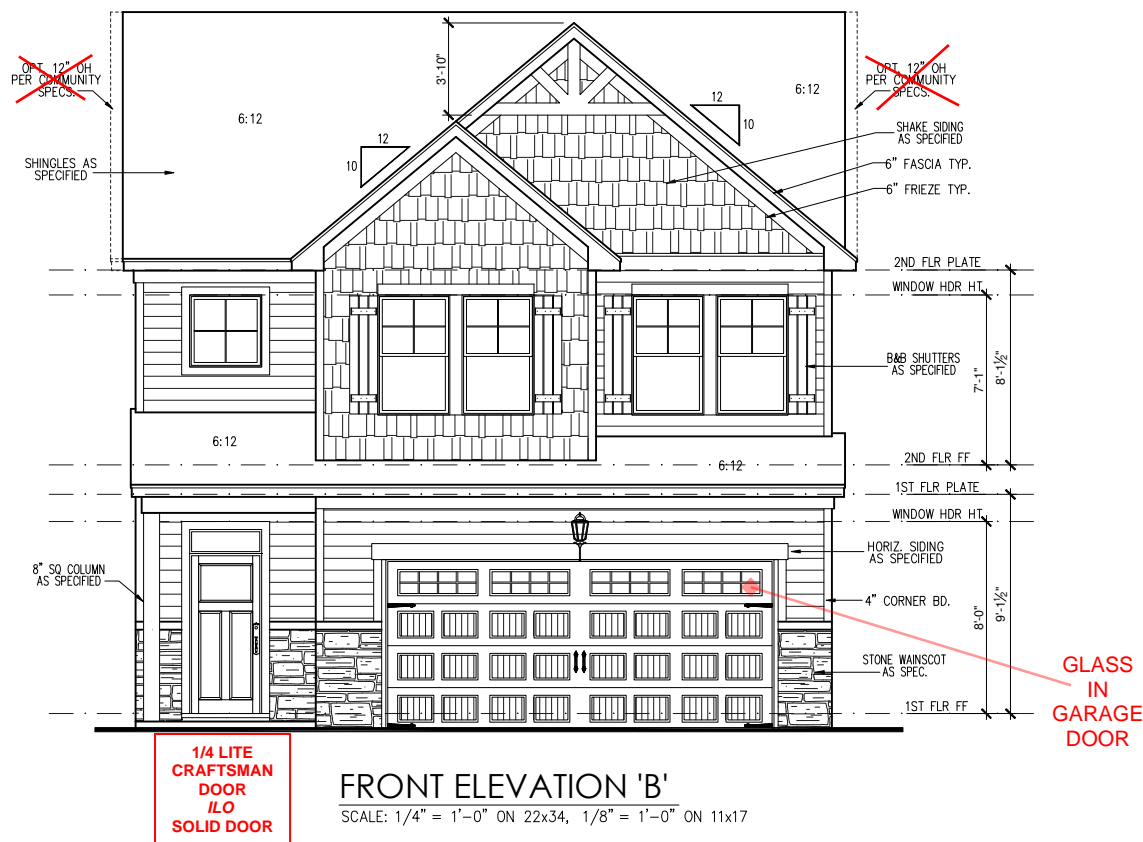 OPT. 12" OH
PER COMMUNITY
SPECS.
3'-10"
OPT. 12" OH
PER COMMUNITY
SPECS.
6:12
6:12
12
10
12
10
SHINGLES AS
SPECIFIED
SHAKE SIDING
AS SPECIFIED
6" FASCIA TYP.
6" FRIEZE TYP.
2ND FLR PLATE
WINDOW HDR HT.
B&B SHUTTERS
AS SPECIFIED
7'-1"
8'-1½"
6:12
6:12
2ND FLR FF
1ST FLR PLATE
WINDOW HDR HT.
HORIZ. SIDING
AS SPECIFIED
8" SQ COLUMN
AS SPECIFIED
4" CORNER BD.
8'-0"
9'-1½"
STONE WAINSCOT
AS SPEC.
1ST FLR FF
GLASS
IN
GARAGE
DOOR
1/4 LITE
CRAFTSMAN
DOOR
ILO
SOLID DOOR
FRONT ELEVATION 'B'
SCALE: 1/4" = 1'-0" ON 22x34, 1/8" = 1'-0" ON 11x17